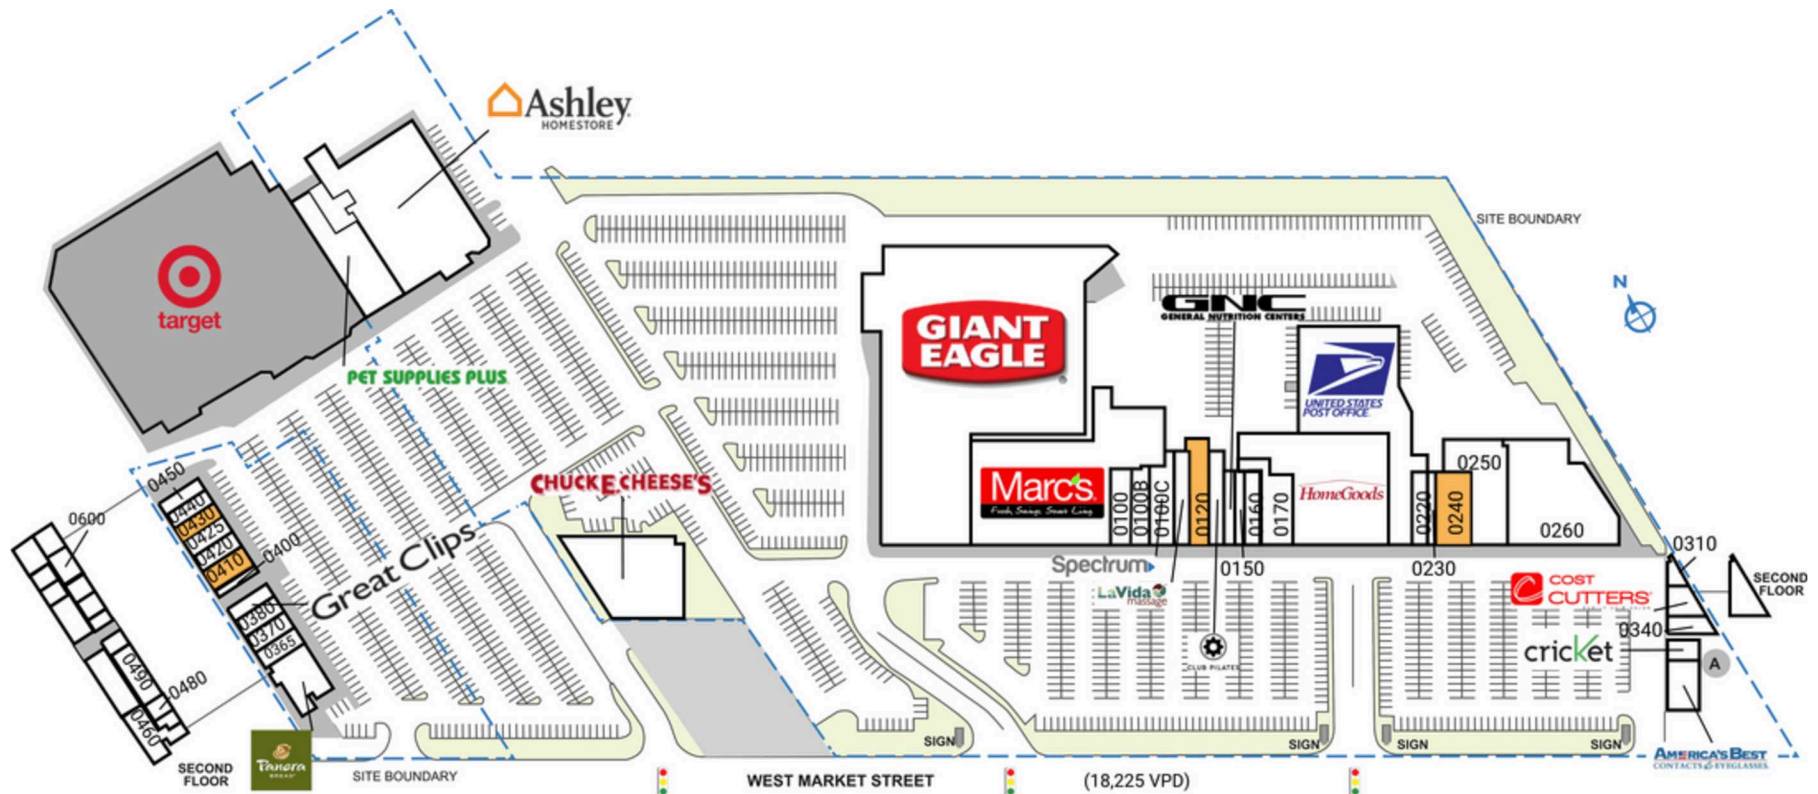 Ashley
HOMESTORE
SITE BOUNDARY
N
target
GIANT
EAGLE
GNC
GENERAL NUTRITION CENTERS
UNITED STATES
POST OFFICE
PET SUPPLIES PLUS
CHUCK E. CHEESE'S
Marc's
Food, Savings, Smart Living
0100
0100B
0100C
0120
0160
0170
HomeGoods
0220
0240
0250
0260
0450
0440
0430
0425
0420
0410
0400
0600
Great Clips
0380
0370
0365
0490
0480
0460
Spectrum
LaVida
massage
0150
0230
CLUB PILATES
0310
COST
CUTTERS
SECOND
FLOOR
0340
cricket
A
AMERICA'S BEST
CONTACTS & EYEGLASSES
SIGN
SIGN
SIGN
SIGN
Panera
BREAD
SECOND
FLOOR
SITE BOUNDARY
WEST MARKET STREET
(18,225 VPD)